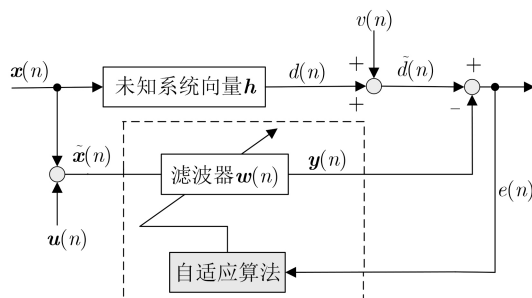 v(n)
x(n)
未知系统向量h
d(n)
+
+
d̃(n)
+
−
x̃(n)
滤波器w(n)
y(n)
e(n)
u(n)
自适应算法